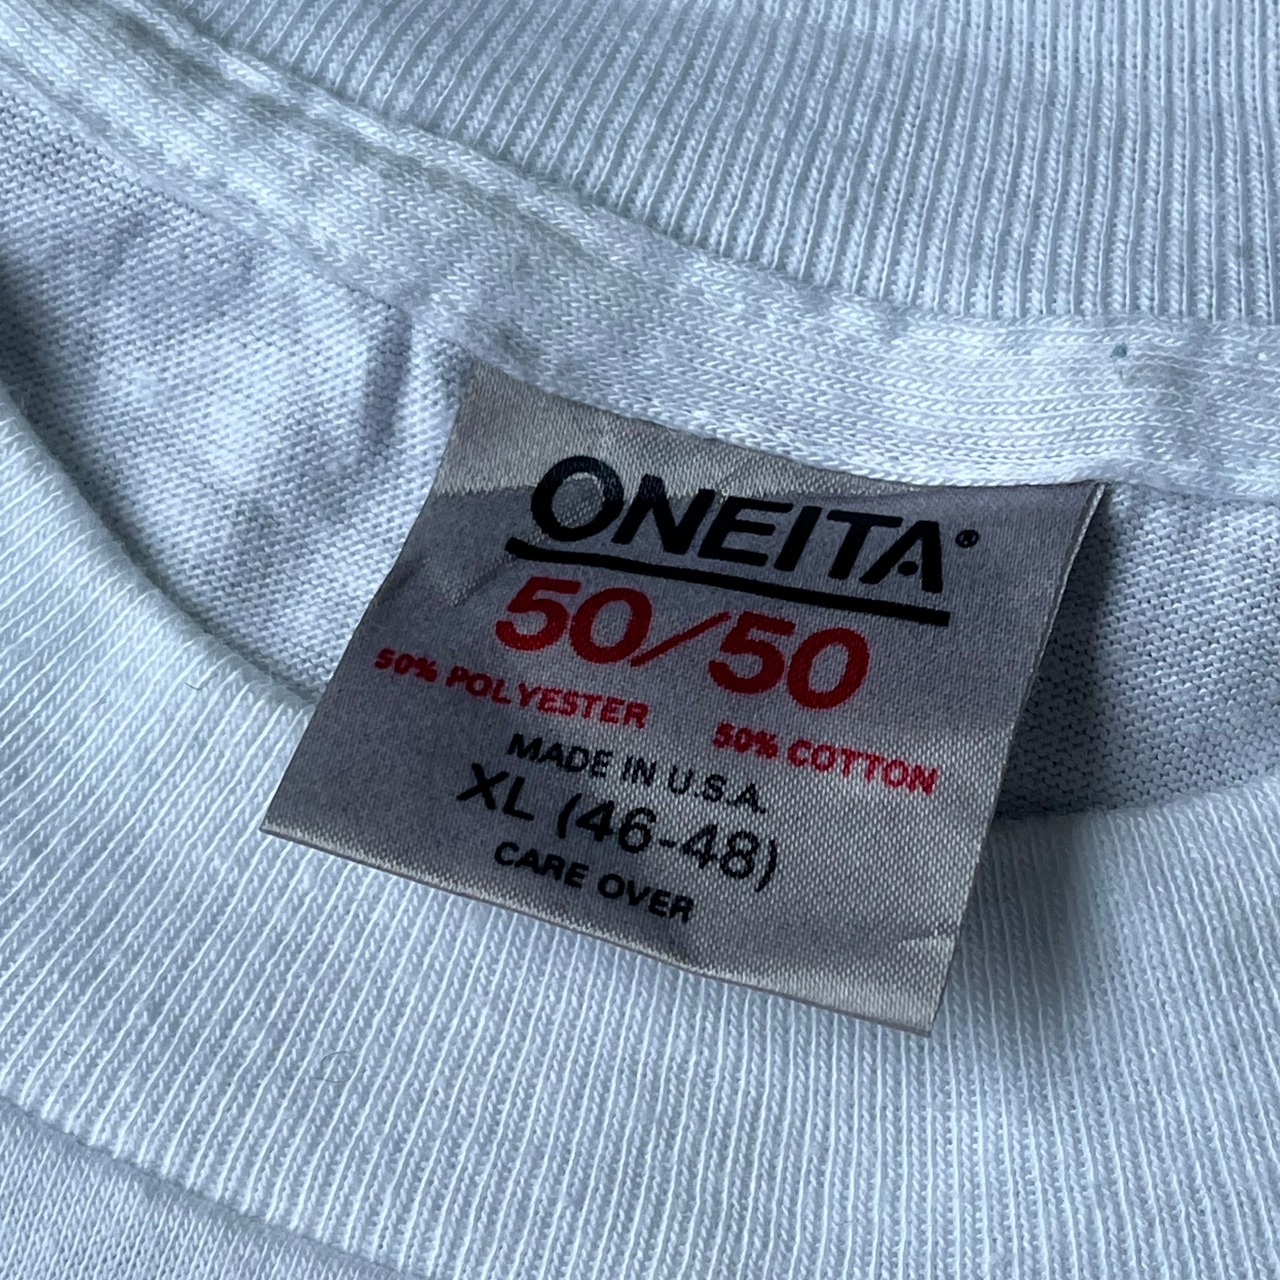 ONEITA®
50/50
50% POLYESTER 50% COTTON
MADE IN U.S.A.
XL (46-48)
CARE OVER